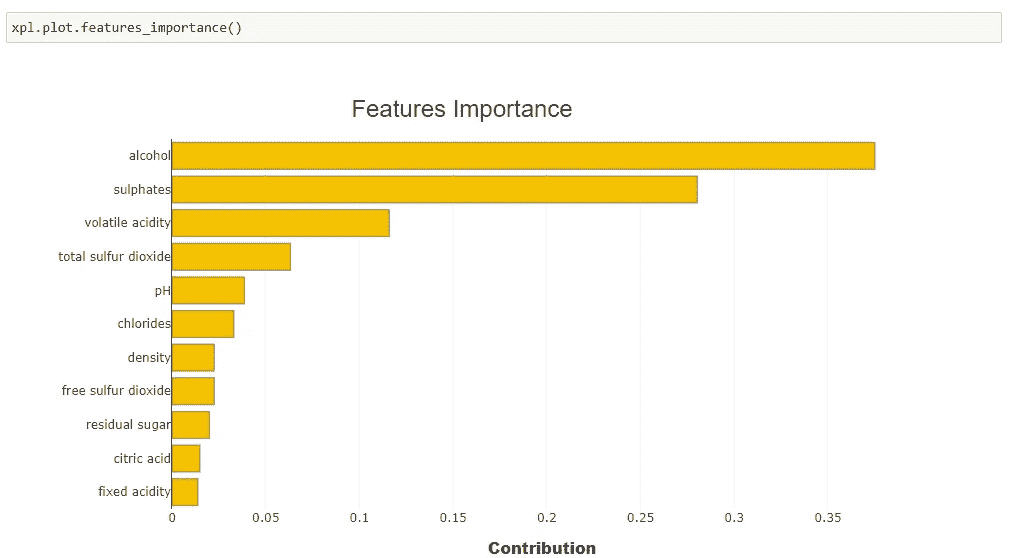 xpl.plot.features_importance()
Features Importance
alcohol
sulphates
volatile acidity
total sulfur dioxide
pH
chlorides
density
free sulfur dioxide
residual sugar
citric acid
fixed acidity
0 0.05 0.1 0.15 0.2 0.25 0.3 0.35
Contribution